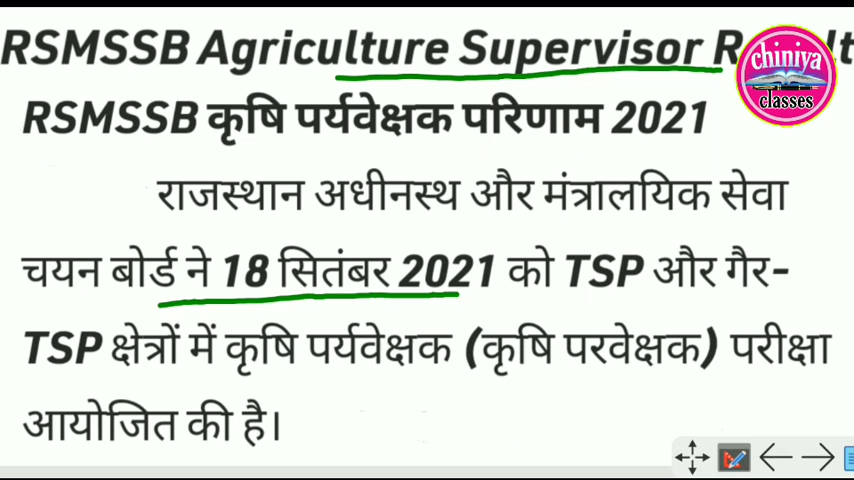 RSMSSB Agriculture Supervisor
chiniya
classes
RSMSSB कृषि पर्यवेक्षक परिणाम 2021
राजस्थान अधीनस्थ और मंत्रालयिक सेवा
चयन बोर्ड ने 18 सितंबर 2021 को TSP और गैर-
TSP क्षेत्रों में कृषि पर्यवेक्षक (कृषि परवेक्षक) परीक्षा
आयोजित की है।